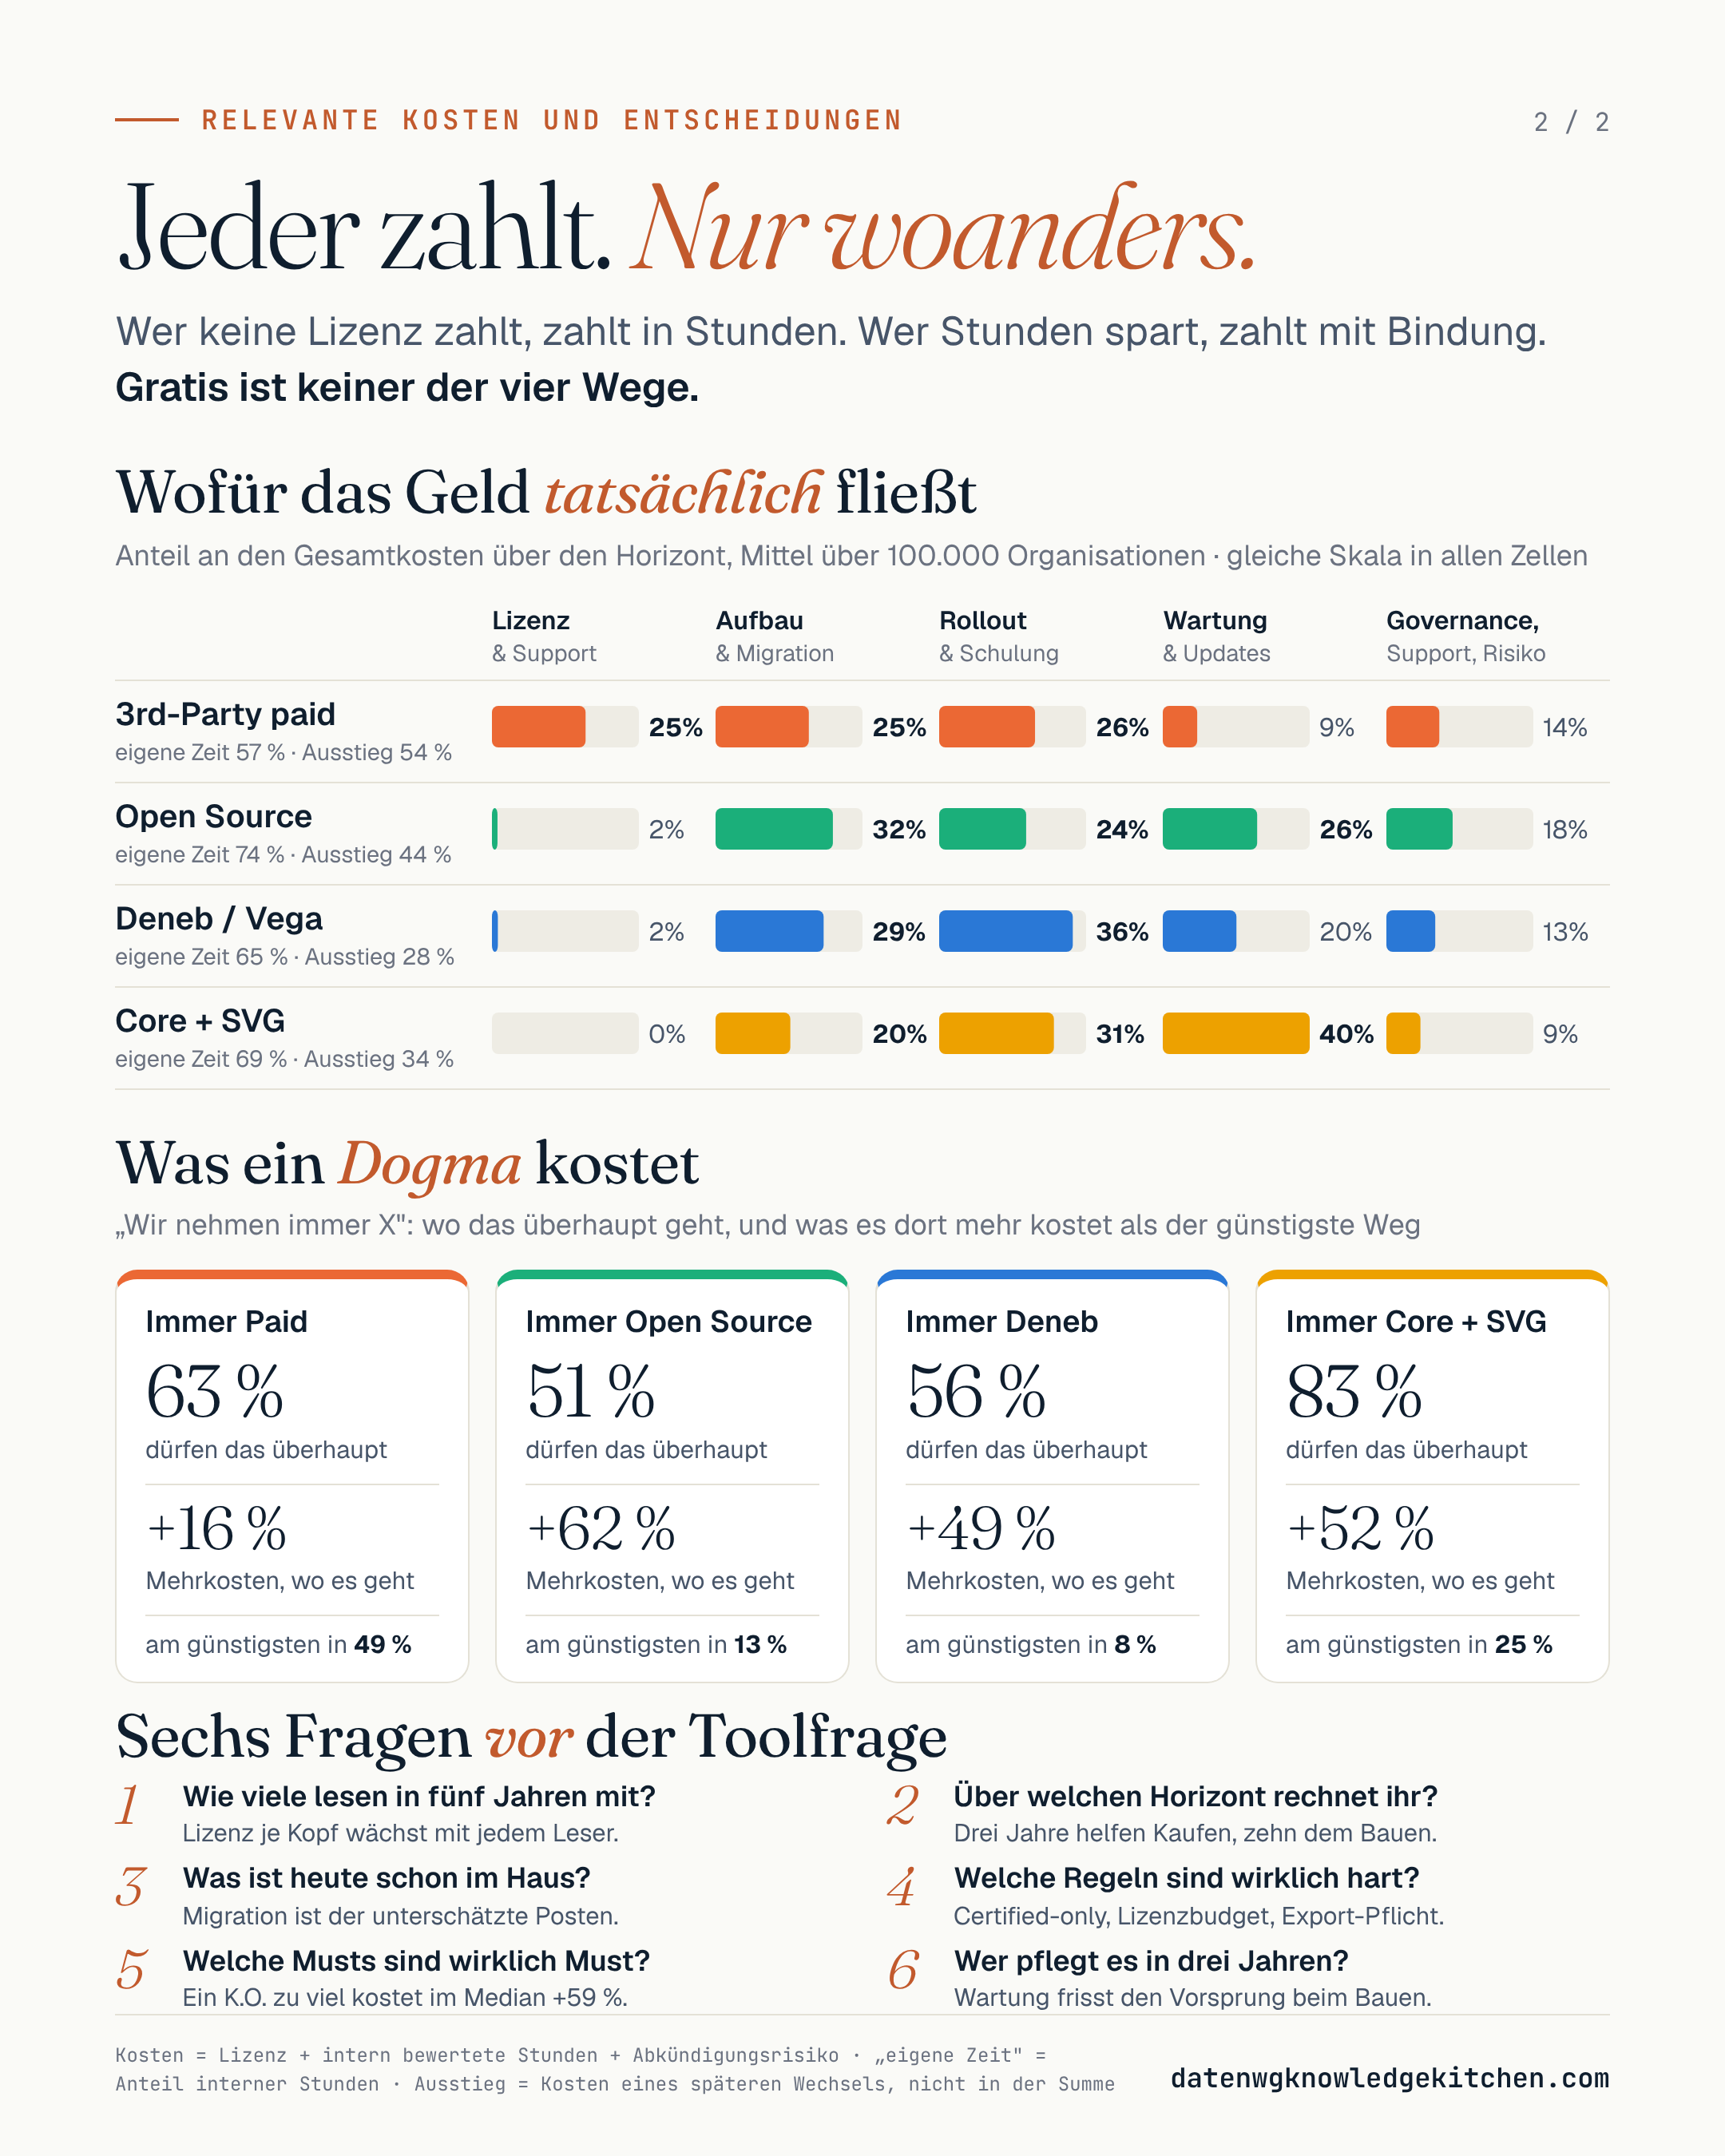 RELEVANTE KOSTEN UND ENTSCHEIDUNGEN
2 / 2
Jeder zahlt. Nur woanders.
Wer keine Lizenz zahlt, zahlt in Stunden. Wer Stunden spart, zahlt mit Bindung.
Gratis ist keiner der vier Wege.
Wofür das Geld tatsächlich fließt
Anteil an den Gesamtkosten über den Horizont, Mittel über 100.000 Organisationen · gleiche Skala in allen Zellen
Lizenz Aufbau Rollout Wartung Governance,
& Support & Migration & Schulung & Updates Support, Risiko
3rd-Party paid 25% 25% 26% 9% 14%
eigene Zeit 57 % · Ausstieg 54 %
Open Source 2% 32% 24% 26% 18%
eigene Zeit 74 % · Ausstieg 44 %
Deneb / Vega 2% 29% 36% 20% 13%
eigene Zeit 65 % · Ausstieg 28 %
Core + SVG 0% 20% 31% 40% 9%
eigene Zeit 69 % · Ausstieg 34 %
Was ein Dogma kostet
„Wir nehmen immer X": wo das überhaupt geht, und was es dort mehr kostet als der günstigste Weg
Immer Paid
63 %
dürfen das überhaupt
+16 %
Mehrkosten, wo es geht
am günstigsten in 49 %
Immer Open Source
51 %
dürfen das überhaupt
+62 %
Mehrkosten, wo es geht
am günstigsten in 13 %
Immer Deneb
56 %
dürfen das überhaupt
+49 %
Mehrkosten, wo es geht
am günstigsten in 8 %
Immer Core + SVG
83 %
dürfen das überhaupt
+52 %
Mehrkosten, wo es geht
am günstigsten in 25 %
Sechs Fragen vor der Toolfrage
1 Wie viele lesen in fünf Jahren mit?
Lizenz je Kopf wächst mit jedem Leser.
2 Über welchen Horizont rechnet ihr?
Drei Jahre helfen Kaufen, zehn dem Bauen.
3 Was ist heute schon im Haus?
Migration ist der unterschätzte Posten.
4 Welche Regeln sind wirklich hart?
Certified-only, Lizenzbudget, Export-Pflicht.
5 Welche Musts sind wirklich Must?
Ein K.O. zu viel kostet im Median +59 %.
6 Wer pflegt es in drei Jahren?
Wartung frisst den Vorsprung beim Bauen.
Kosten = Lizenz + intern bewertete Stunden + Abkündigungsrisiko · „eigene Zeit" =
Anteil interner Stunden · Ausstieg = Kosten eines späteren Wechsels, nicht in der Summe
datenwgknowledgekitchen.com